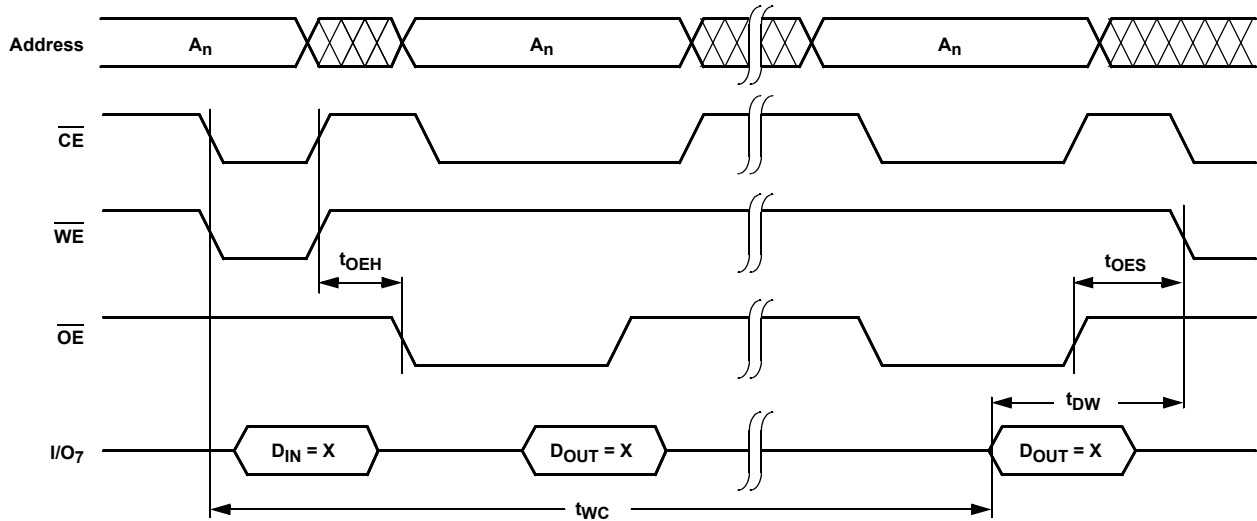 Address An An An
CE
WE
tOEH tOES
OE
tDW
I/O7 DIN = X DOUT = X DOUT = X
tWC